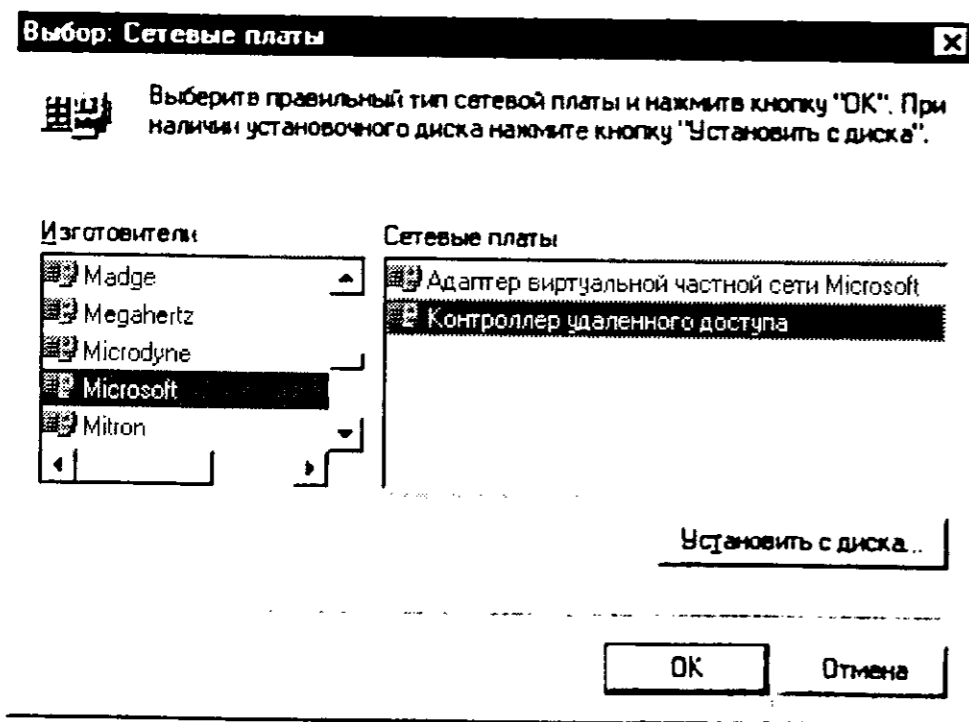 Выбор: Сетевые платы
Выберите правильный тип сетевой платы и нажмите кнопку "ОК". При
наличии установочного диска нажмите кнопку "Установить с диска".
Изготовители
Madge
Megahertz
Microdyne
Microsoft
Mitron
Сетевые платы
Адаптер виртуальной частной сети Microsoft
Контроллер удаленного доступа
Установить с диска...
OK
Отмена